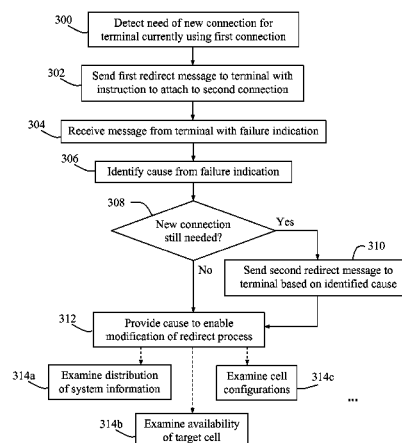 300
Detect need of new connection for
terminal currently using first connection
302
Send first redirect message to terminal with
instruction to attach to second connection
304
Receive message from terminal with failure indication
306
Identify cause from failure indication
308
New connection
still needed?
Yes
310
No
Send second redirect message to
terminal based on identified cause
312
Provide cause to enable
modification of redirect process
314a
Examine distribution
of system information
Examine cell
configurations
314c
...
314b
Examine availability
of target cell